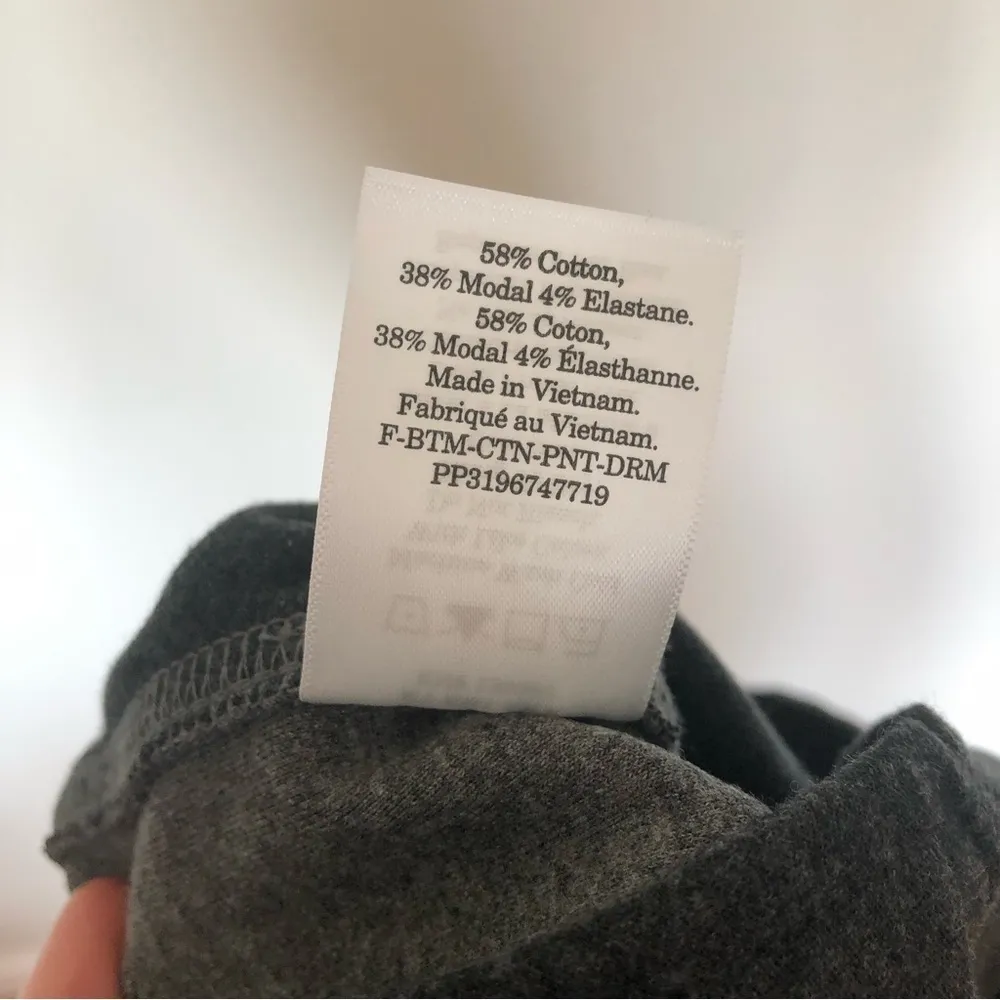 58% Cotton,
38% Modal 4% Elastane.
58% Coton,
38% Modal 4% Élasthanne.
Made in Vietnam.
Fabriqué au Vietnam.
F-BTM-CTN-PNT-DRM
PP3196747719